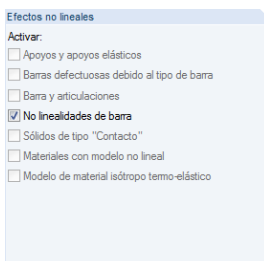 Efectos no lineales
Activar:
Apoyos y apoyos elásticos
Barras defectuosas debido al tipo de barra
Barra y articulaciones
No linealidades de barra
Sólidos de tipo "Contacto"
Materiales con modelo no lineal
Modelo de material isótropo termo-elástico